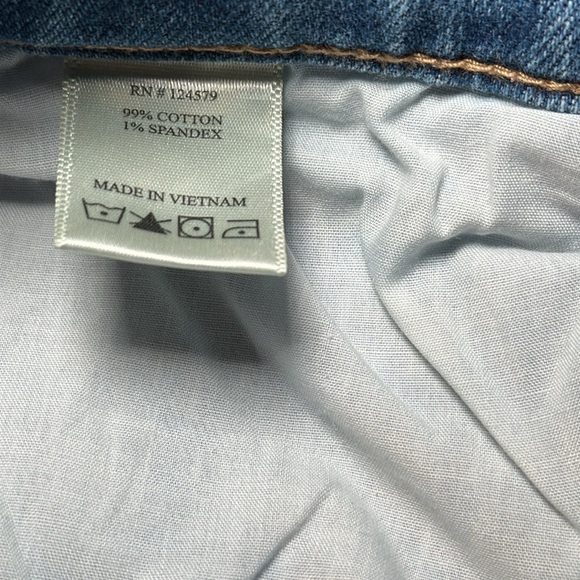 RN # 124579
99% COTTON
1% SPANDEX
MADE IN VIETNAM